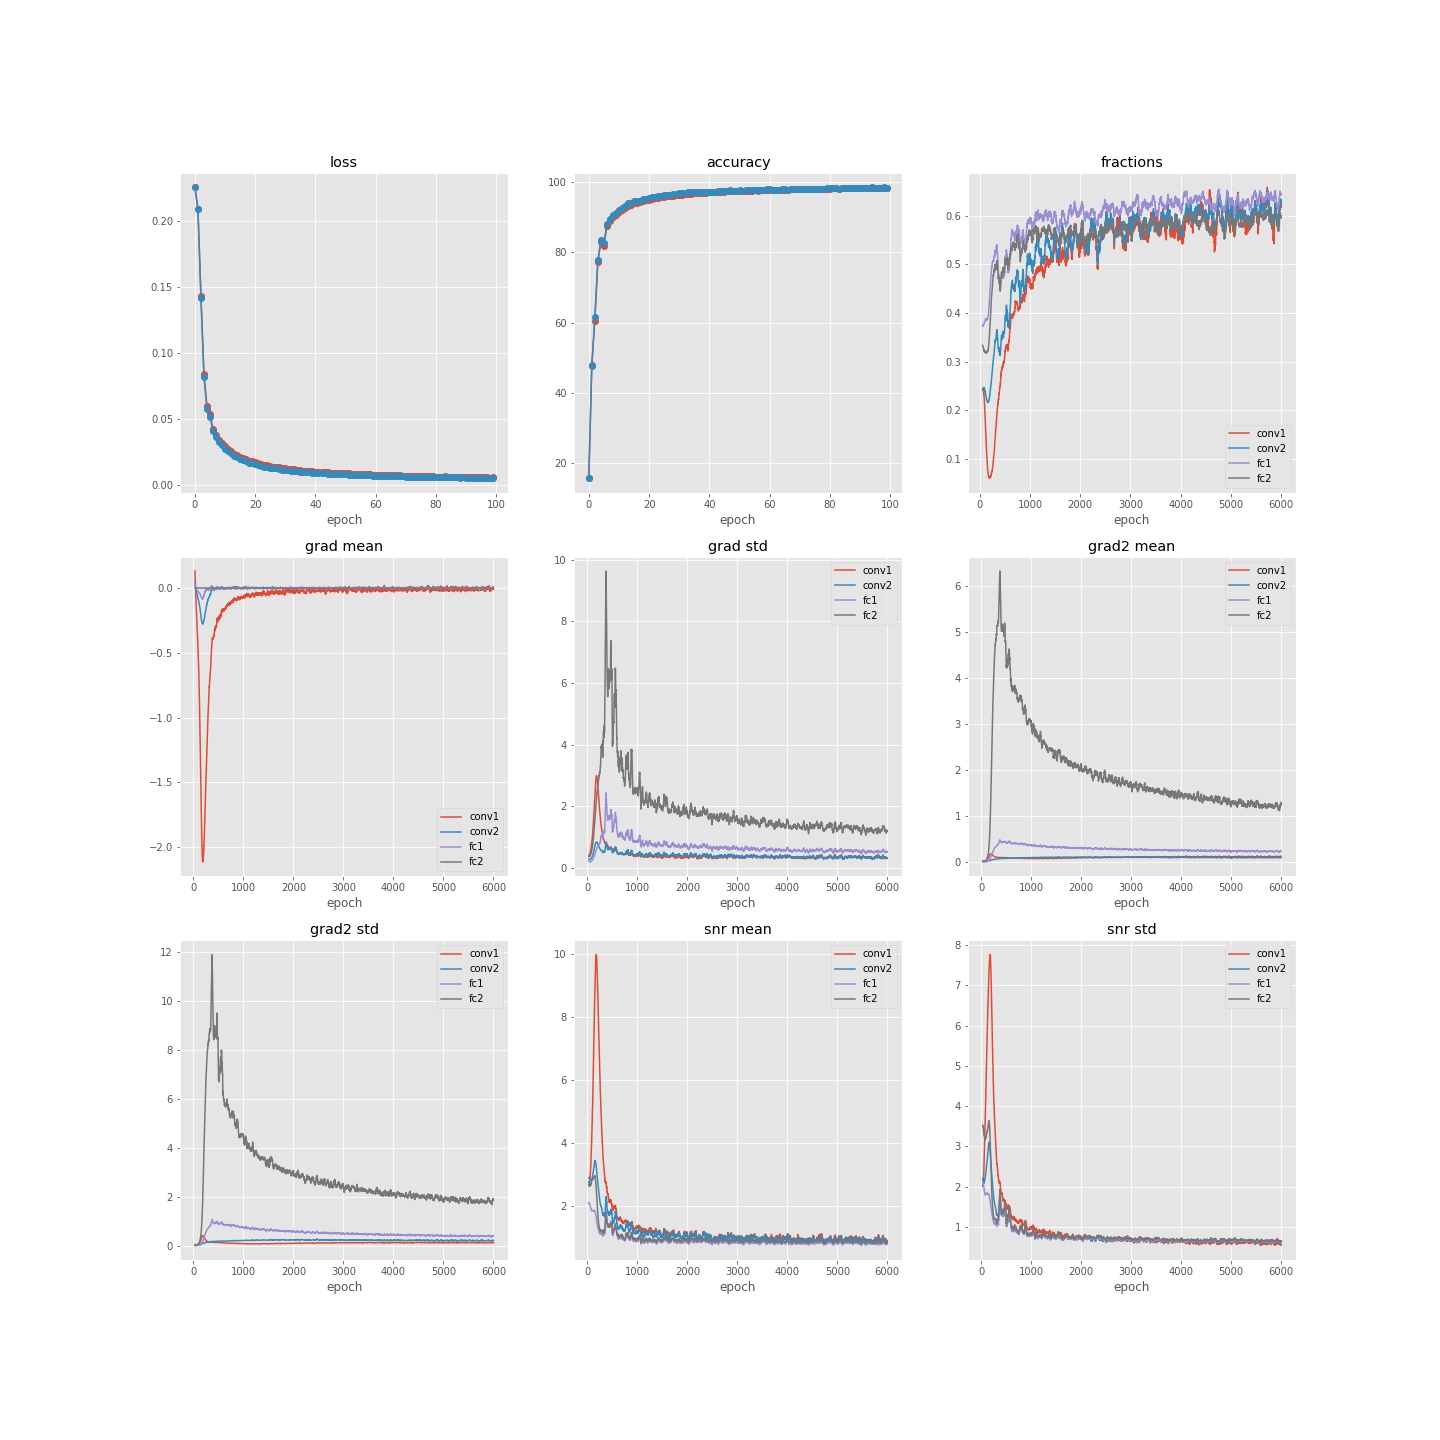 loss
accuracy
fractions
0.20
0.15
0.10
0.05
0.00
0 20 40 60 80 100
epoch
100
80
60
40
20
0 20 40 60 80 100
epoch
0.6
0.5
0.4
0.3
0.2
0.1
conv1
conv2
fc1
fc2
0 1000 2000 3000 4000 5000 6000
epoch
grad mean
grad std
grad2 mean
0.0
−0.5
−1.0
−1.5
−2.0
conv1
conv2
fc1
fc2
0 1000 2000 3000 4000 5000 6000
epoch
10
8
6
4
2
0
conv1
conv2
fc1
fc2
0 1000 2000 3000 4000 5000 6000
epoch
6
5
4
3
2
1
0
conv1
conv2
fc1
fc2
0 1000 2000 3000 4000 5000 6000
epoch
grad2 std
snr mean
snr std
12
10
8
6
4
2
0
conv1
conv2
fc1
fc2
0 1000 2000 3000 4000 5000 6000
epoch
10
8
6
4
2
conv1
conv2
fc1
fc2
0 1000 2000 3000 4000 5000 6000
epoch
8
7
6
5
4
3
2
1
conv1
conv2
fc1
fc2
0 1000 2000 3000 4000 5000 6000
epoch